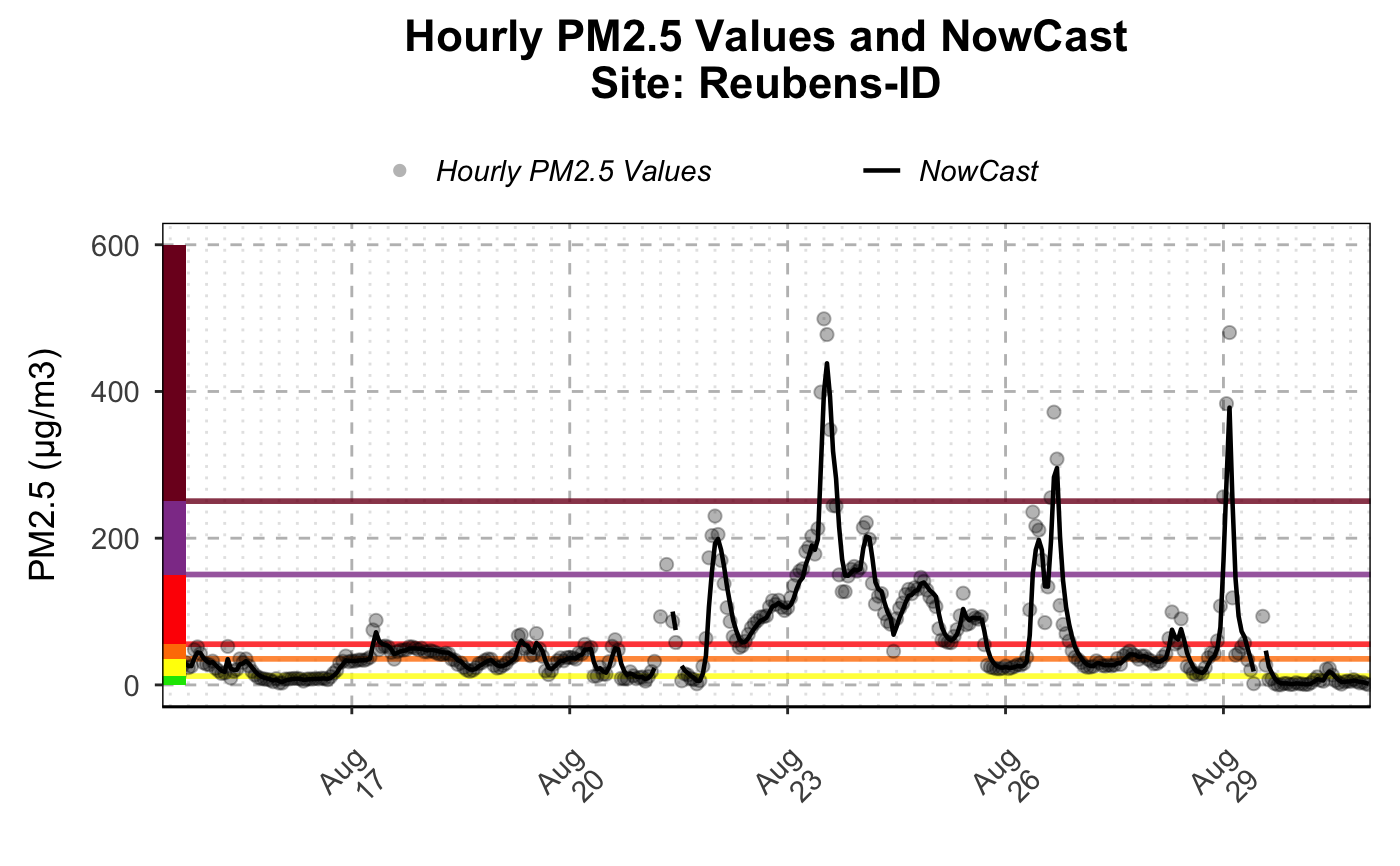 Hourly PM2.5 Values and NowCast
Site: Reubens-ID
Hourly PM2.5 Values
NowCast
PM2.5 (μg/m3)
600
400
200
0
Aug
17
Aug
20
Aug
23
Aug
26
Aug
29